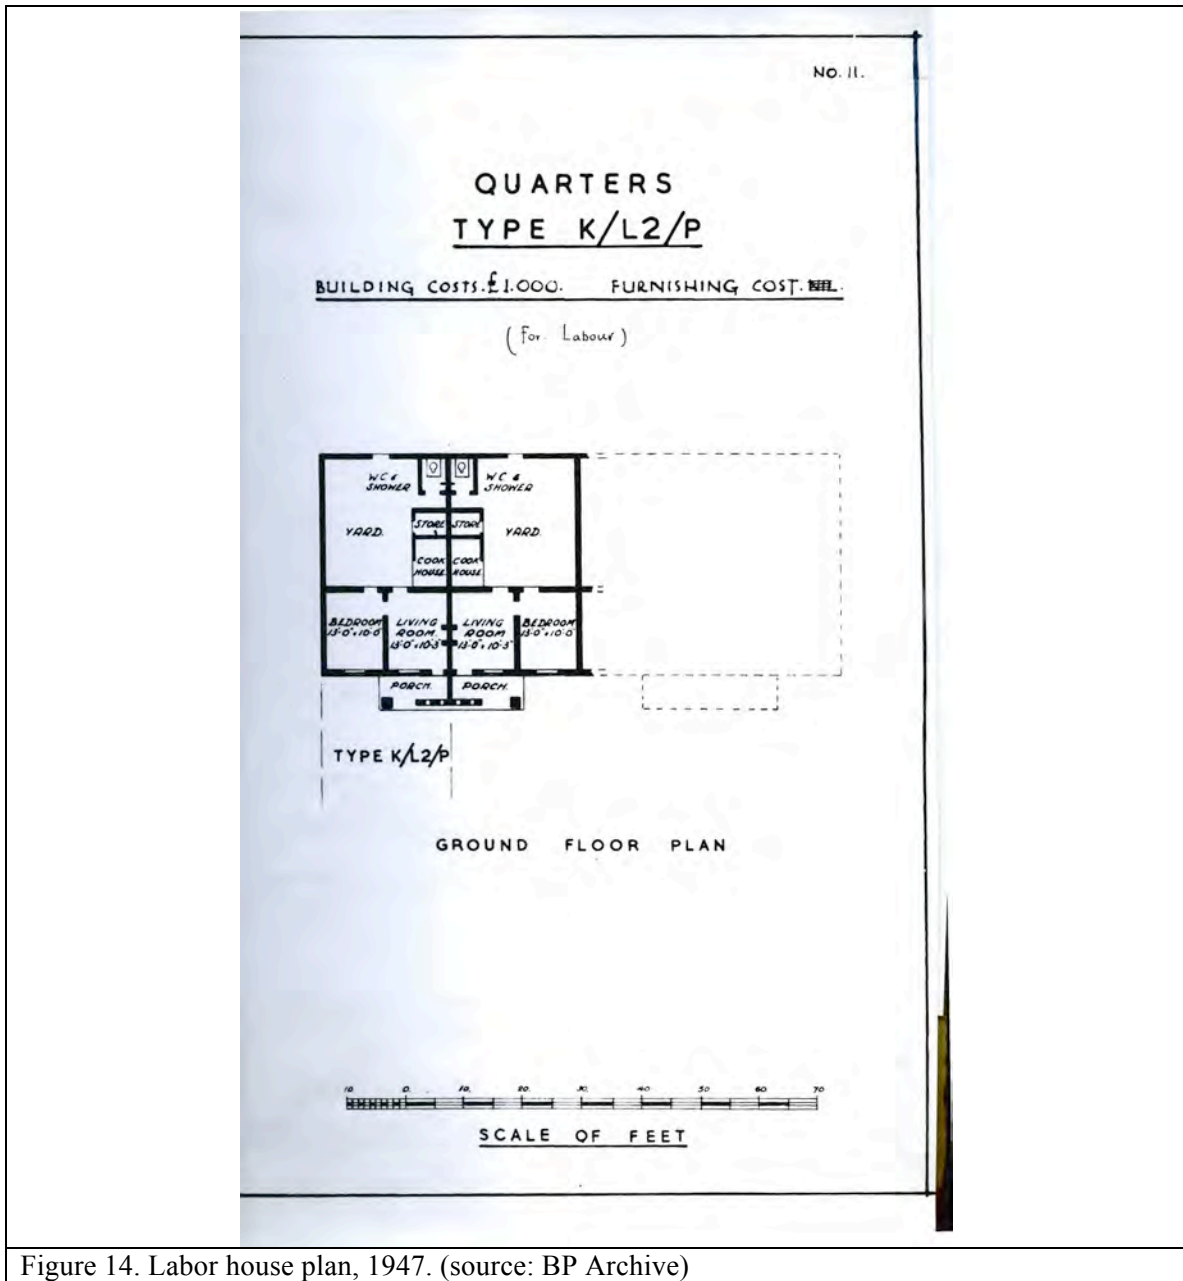 NO. 11.
QUARTERS
TYPE K/L2/P
BUILDING COSTS. £1.000. FURNISHING COST. NIL.
(For Labour)
WC & SHOWER
WC & SHOWER
YARD.
STORE
STORE
YARD.
COOK HOUSE
COOK HOUSE
BEDROOM 13'-0" x 10'-0"
LIVING ROOM. 13'-0" x 10'-3"
LIVING ROOM 13'-0" x 10'-3"
BEDROOM 13'-0" x 10'-0"
PORCH.
PORCH.
TYPE K/L2/P
GROUND FLOOR PLAN
10. 0. 10. 20. 30. 40 50 60 70
SCALE OF FEET
Figure 14. Labor house plan, 1947. (source: BP Archive)